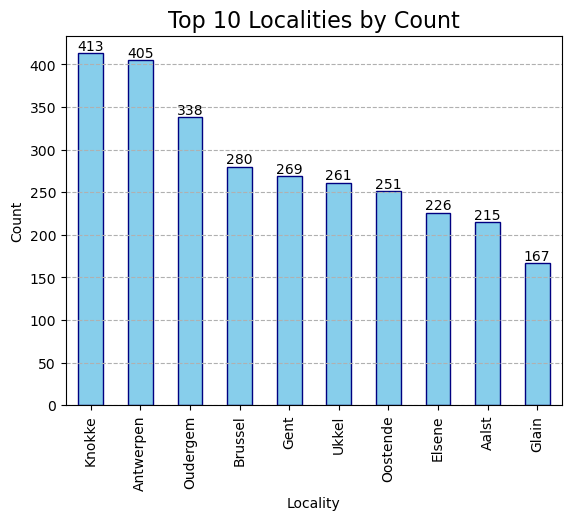 Top 10 Localities by Count
413
405
338
280
269
261
251
226
215
167
400
350
300
250
200
150
100
50
0
Count
Knokke
Antwerpen
Oudergem
Brussel
Gent
Ukkel
Oostende
Elsene
Aalst
Glain
Locality